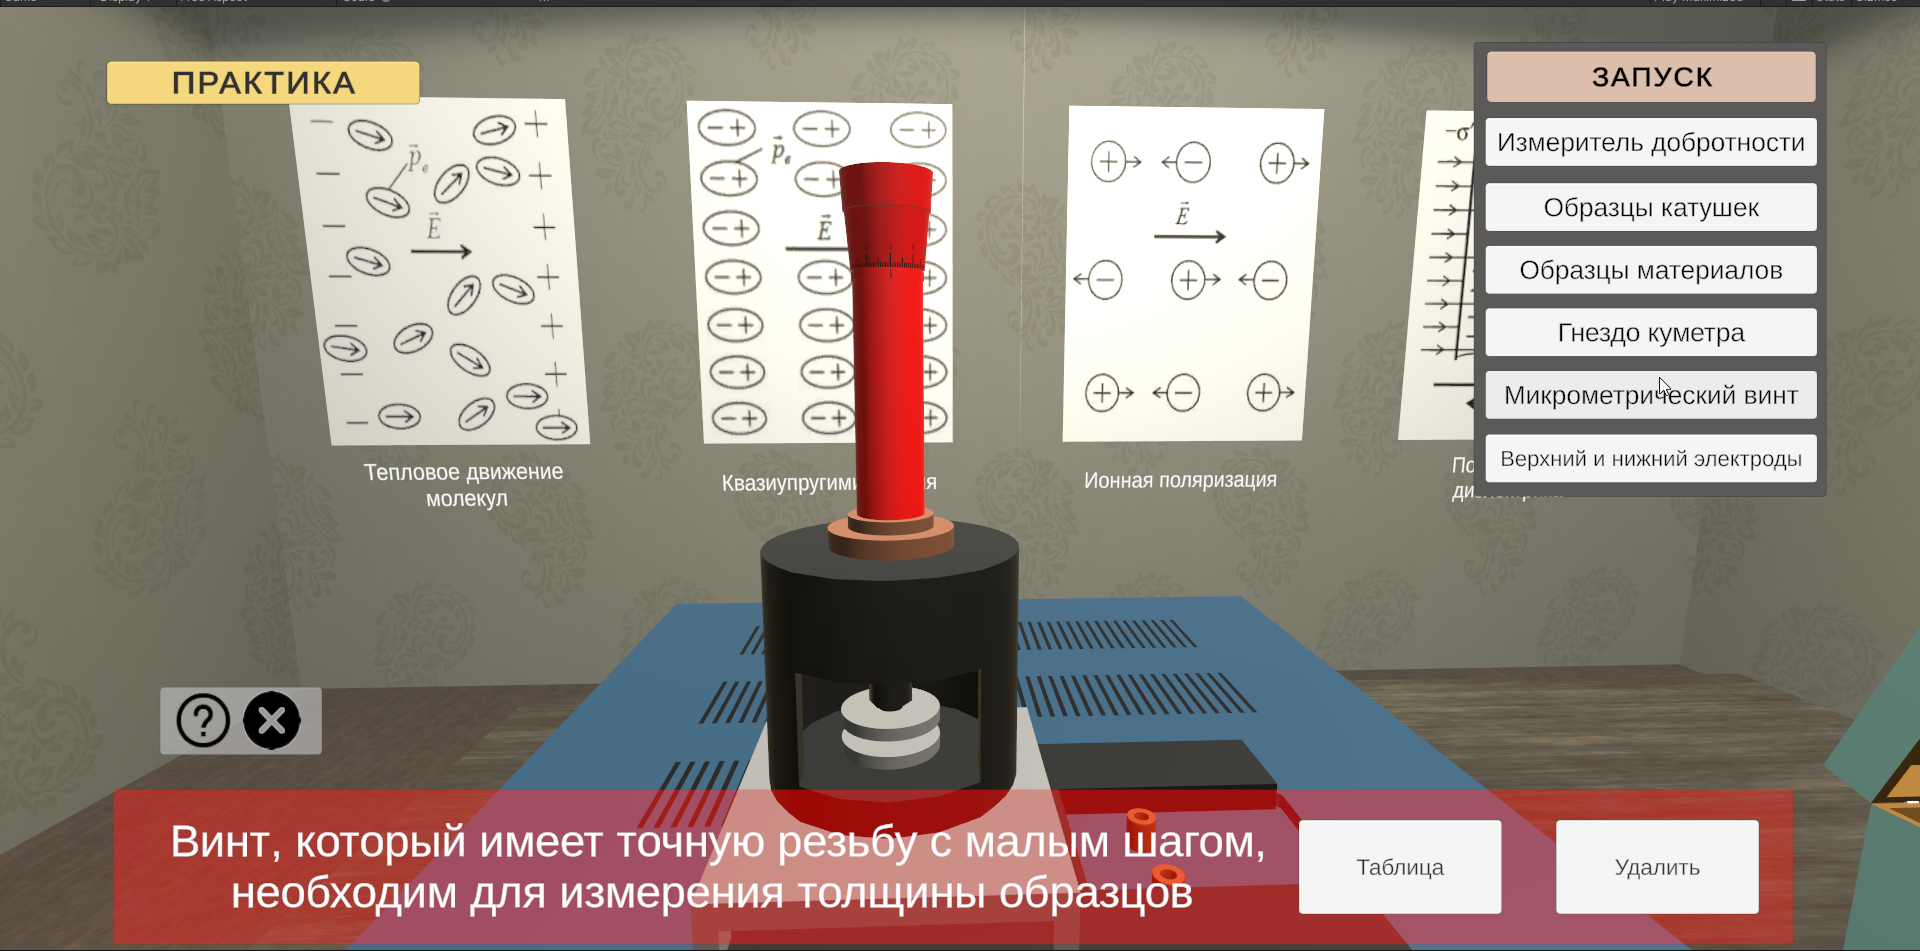 ПРАКТИКА
ЗАПУСК
Измеритель добротности
Образцы катушек
Образцы материалов
Гнездо куметра
Микрометрический винт
Верхний и нижний электроды
p e
E
p e
E
E
−σ'
Тепловое движение
молекул
Ионная поляризация
Винт, который имеет точную резьбу с малым шагом,
необходим для измерения толщины образцов
Таблица
Удалить